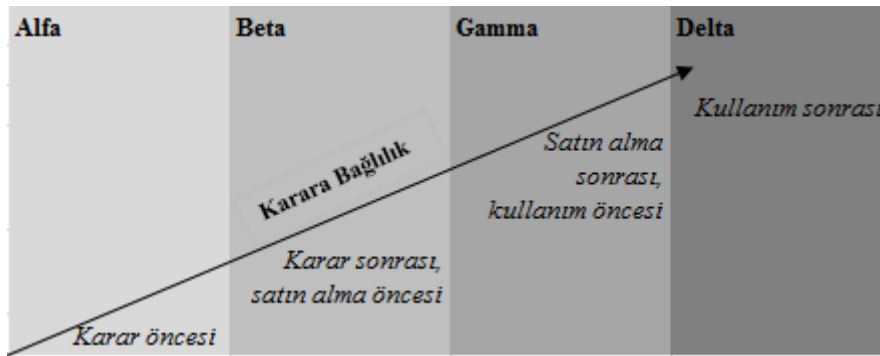 Alfa
Beta
Gamma
Delta
Kullanım sonrası
Satın alma
sonrası,
kullanım öncesi
Karara Bağlılık
Karar sonrası,
satın alma öncesi
Karar öncesi